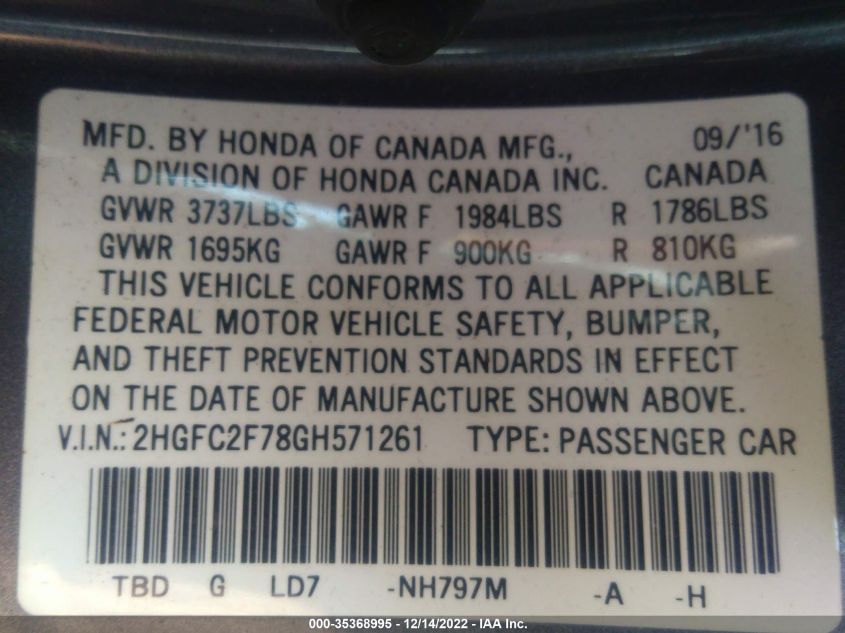 MFD. BY HONDA OF CANADA MFG., 09/'16
A DIVISION OF HONDA CANADA INC. CANADA
GVWR 3737LBS GAWR F 1984LBS R 1786LBS
GVWR 1695KG GAWR F 900KG R 810KG
THIS VEHICLE CONFORMS TO ALL APPLICABLE
FEDERAL MOTOR VEHICLE SAFETY, BUMPER,
AND THEFT PREVENTION STANDARDS IN EFFECT
ON THE DATE OF MANUFACTURE SHOWN ABOVE.
V.I.N.: 2HGFC2F78GH571261 TYPE: PASSENGER CAR
TBD G LD7 -NH797M -A -H
000-35368995 - 12/14/2022 - IAA Inc.